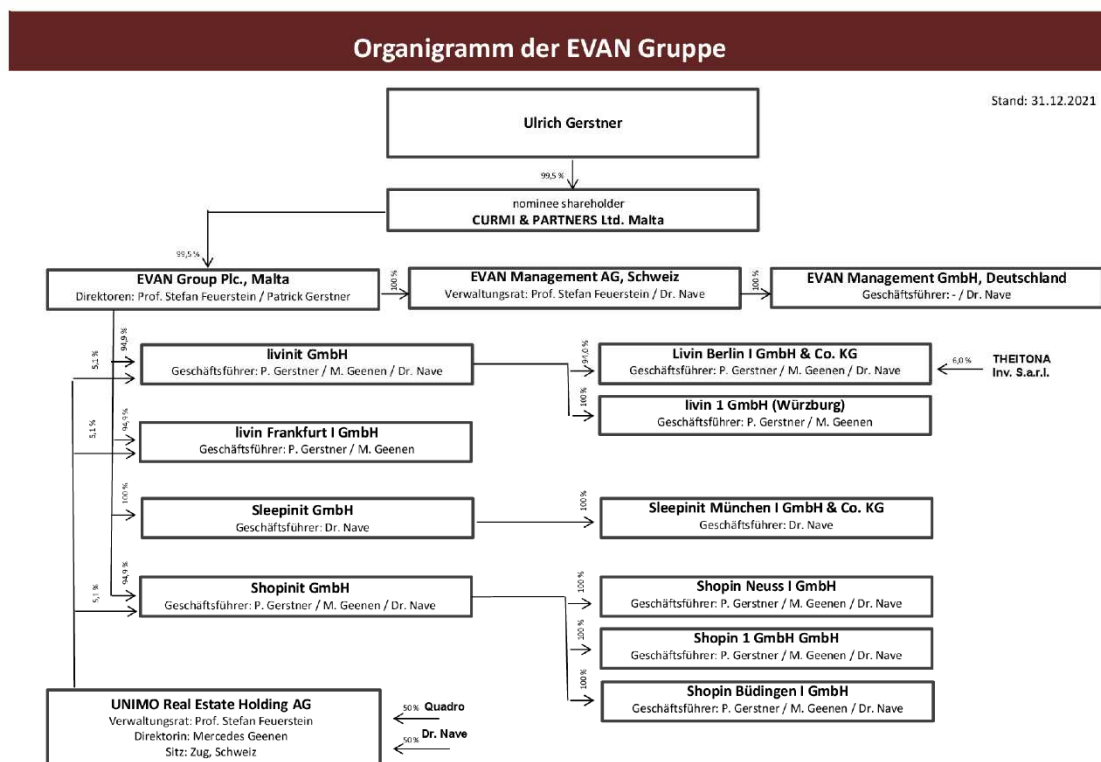 Organigramm der EVAN Gruppe
Stand: 31.12.2021
Ulrich Gerstner
99,5 %
nominee shareholder
CURMI & PARTNERS Ltd. Malta
99,5 %
EVAN Group Plc., Malta
Direktoren: Prof. Stefan Feuerstein / Patrick Gerstner
100 %
EVAN Management AG, Schweiz
Verwaltungsrat: Prof. Stefan Feuerstein / Dr. Nave
100 %
EVAN Management GmbH, Deutschland
Geschäftsführer: - / Dr. Nave
5,1 %
94,9 %
livinit GmbH
Geschäftsführer: P. Gerstner / M. Geenen / Dr. Nave
94,0 %
Livin Berlin I GmbH & Co. KG
Geschäftsführer: P. Gerstner / M. Geenen / Dr. Nave
6,0 %
THEITONA
Inv. S.a.r.l.
100 %
livin 1 GmbH (Würzburg)
Geschäftsführer: P. Gerstner / M. Geenen
5,1 %
94,9 %
livin Frankfurt I GmbH
Geschäftsführer: P. Gerstner / M. Geenen
100 %
Sleepinit GmbH
Geschäftsführer: Dr. Nave
100 %
Sleepinit München I GmbH & Co. KG
Geschäftsführer: Dr. Nave
5,1 %
94,9 %
Shopinit GmbH
Geschäftsführer: P. Gerstner / M. Geenen / Dr. Nave
100 %
Shopin Neuss I GmbH
Geschäftsführer: P. Gerstner / M. Geenen / Dr. Nave
100 %
Shopin 1 GmbH GmbH
Geschäftsführer: P. Gerstner / M. Geenen / Dr. Nave
100 %
Shopin Büdingen I GmbH
Geschäftsführer: P. Gerstner / M. Geenen / Dr. Nave
UNIMO Real Estate Holding AG
Verwaltungsrat: Prof. Stefan Feuerstein
Direktorin: Mercedes Geenen
Sitz: Zug, Schweiz
50% Quadro
50% Dr. Nave